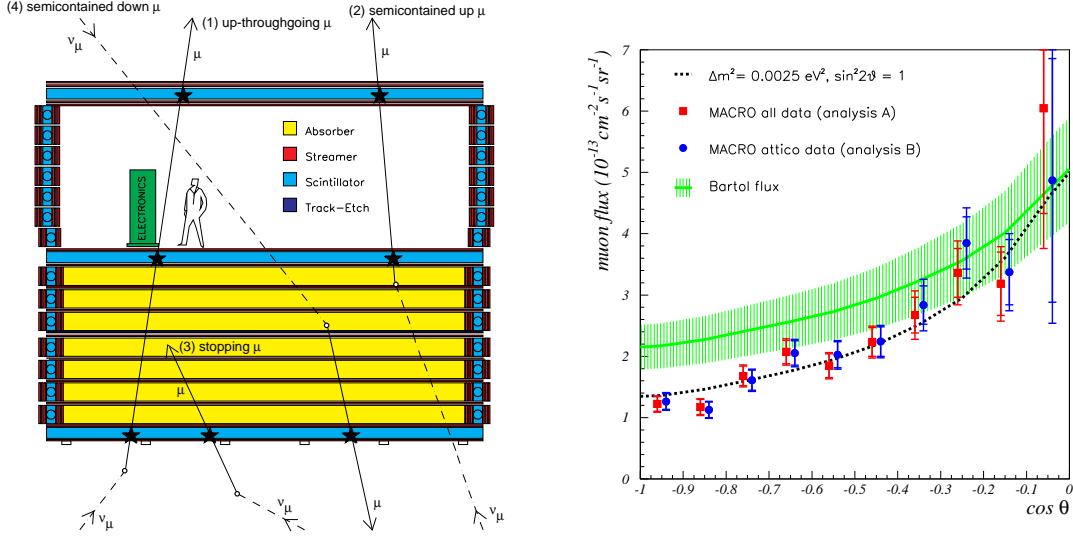 (4) semicontained down μ
(2) semicontained up μ
(1) up-throughgoing μ
ν_μ
μ
μ
Absorber
Streamer
Scintillator
Track-Etch
ELECTRONICS
(3) stopping μ
μ
ν_μ
ν_μ
μ
ν_μ
muon flux (10⁻¹³ cm⁻² s⁻¹ sr⁻¹)
7
6
5
4
3
2
1
0
Δm²= 0.0025 eV², sin²2ϑ = 1
MACRO all data (analysis A)
MACRO attico data (analysis B)
Bartol flux
-1 -0.9 -0.8 -0.7 -0.6 -0.5 -0.4 -0.3 -0.2 -0.1 0
cos θ